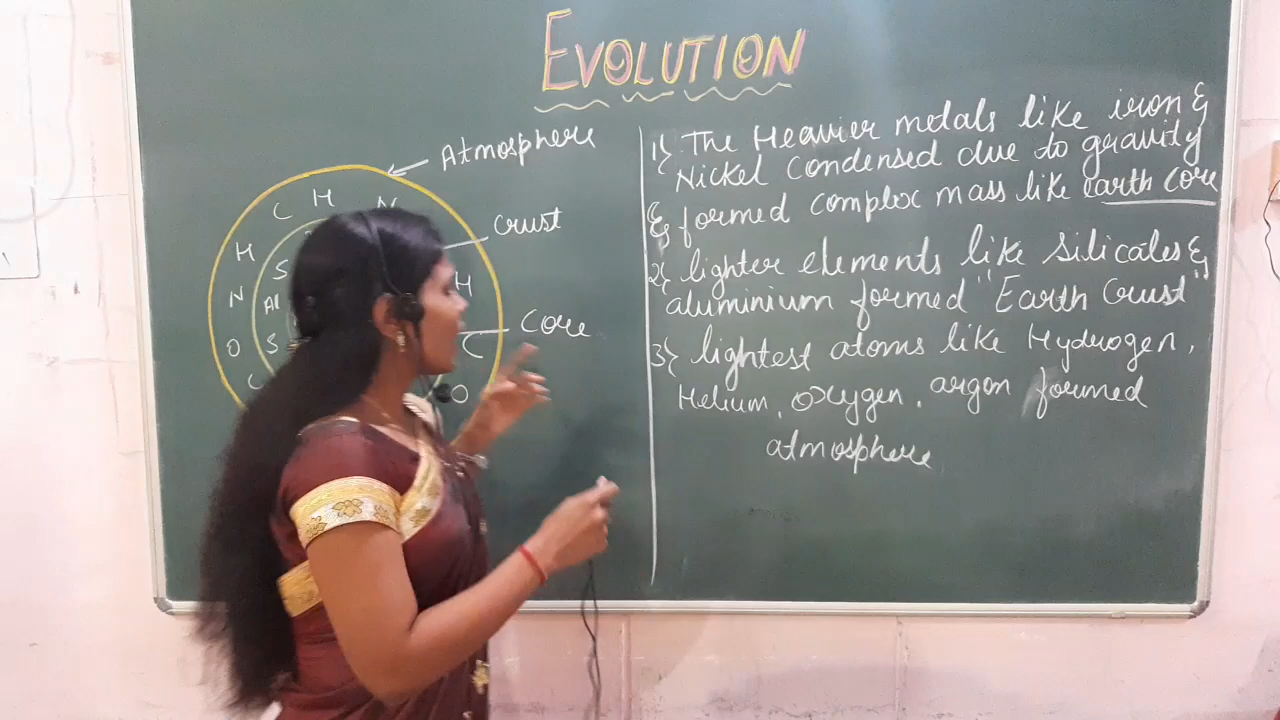 EVOLUTION
Atmosphere
Crust
Core
C H N
H
N
O
C
S
Al
S
H
C
O
1} The Heavier metals like iron &
Nickel condensed due to gravity
& formed complex mass like earth core
2} lighter elements like silicates &
aluminium formed "Earth Crust"
3} lightest atoms like Hydrogen,
Helium, Oxygen, argon formed
atmosphere